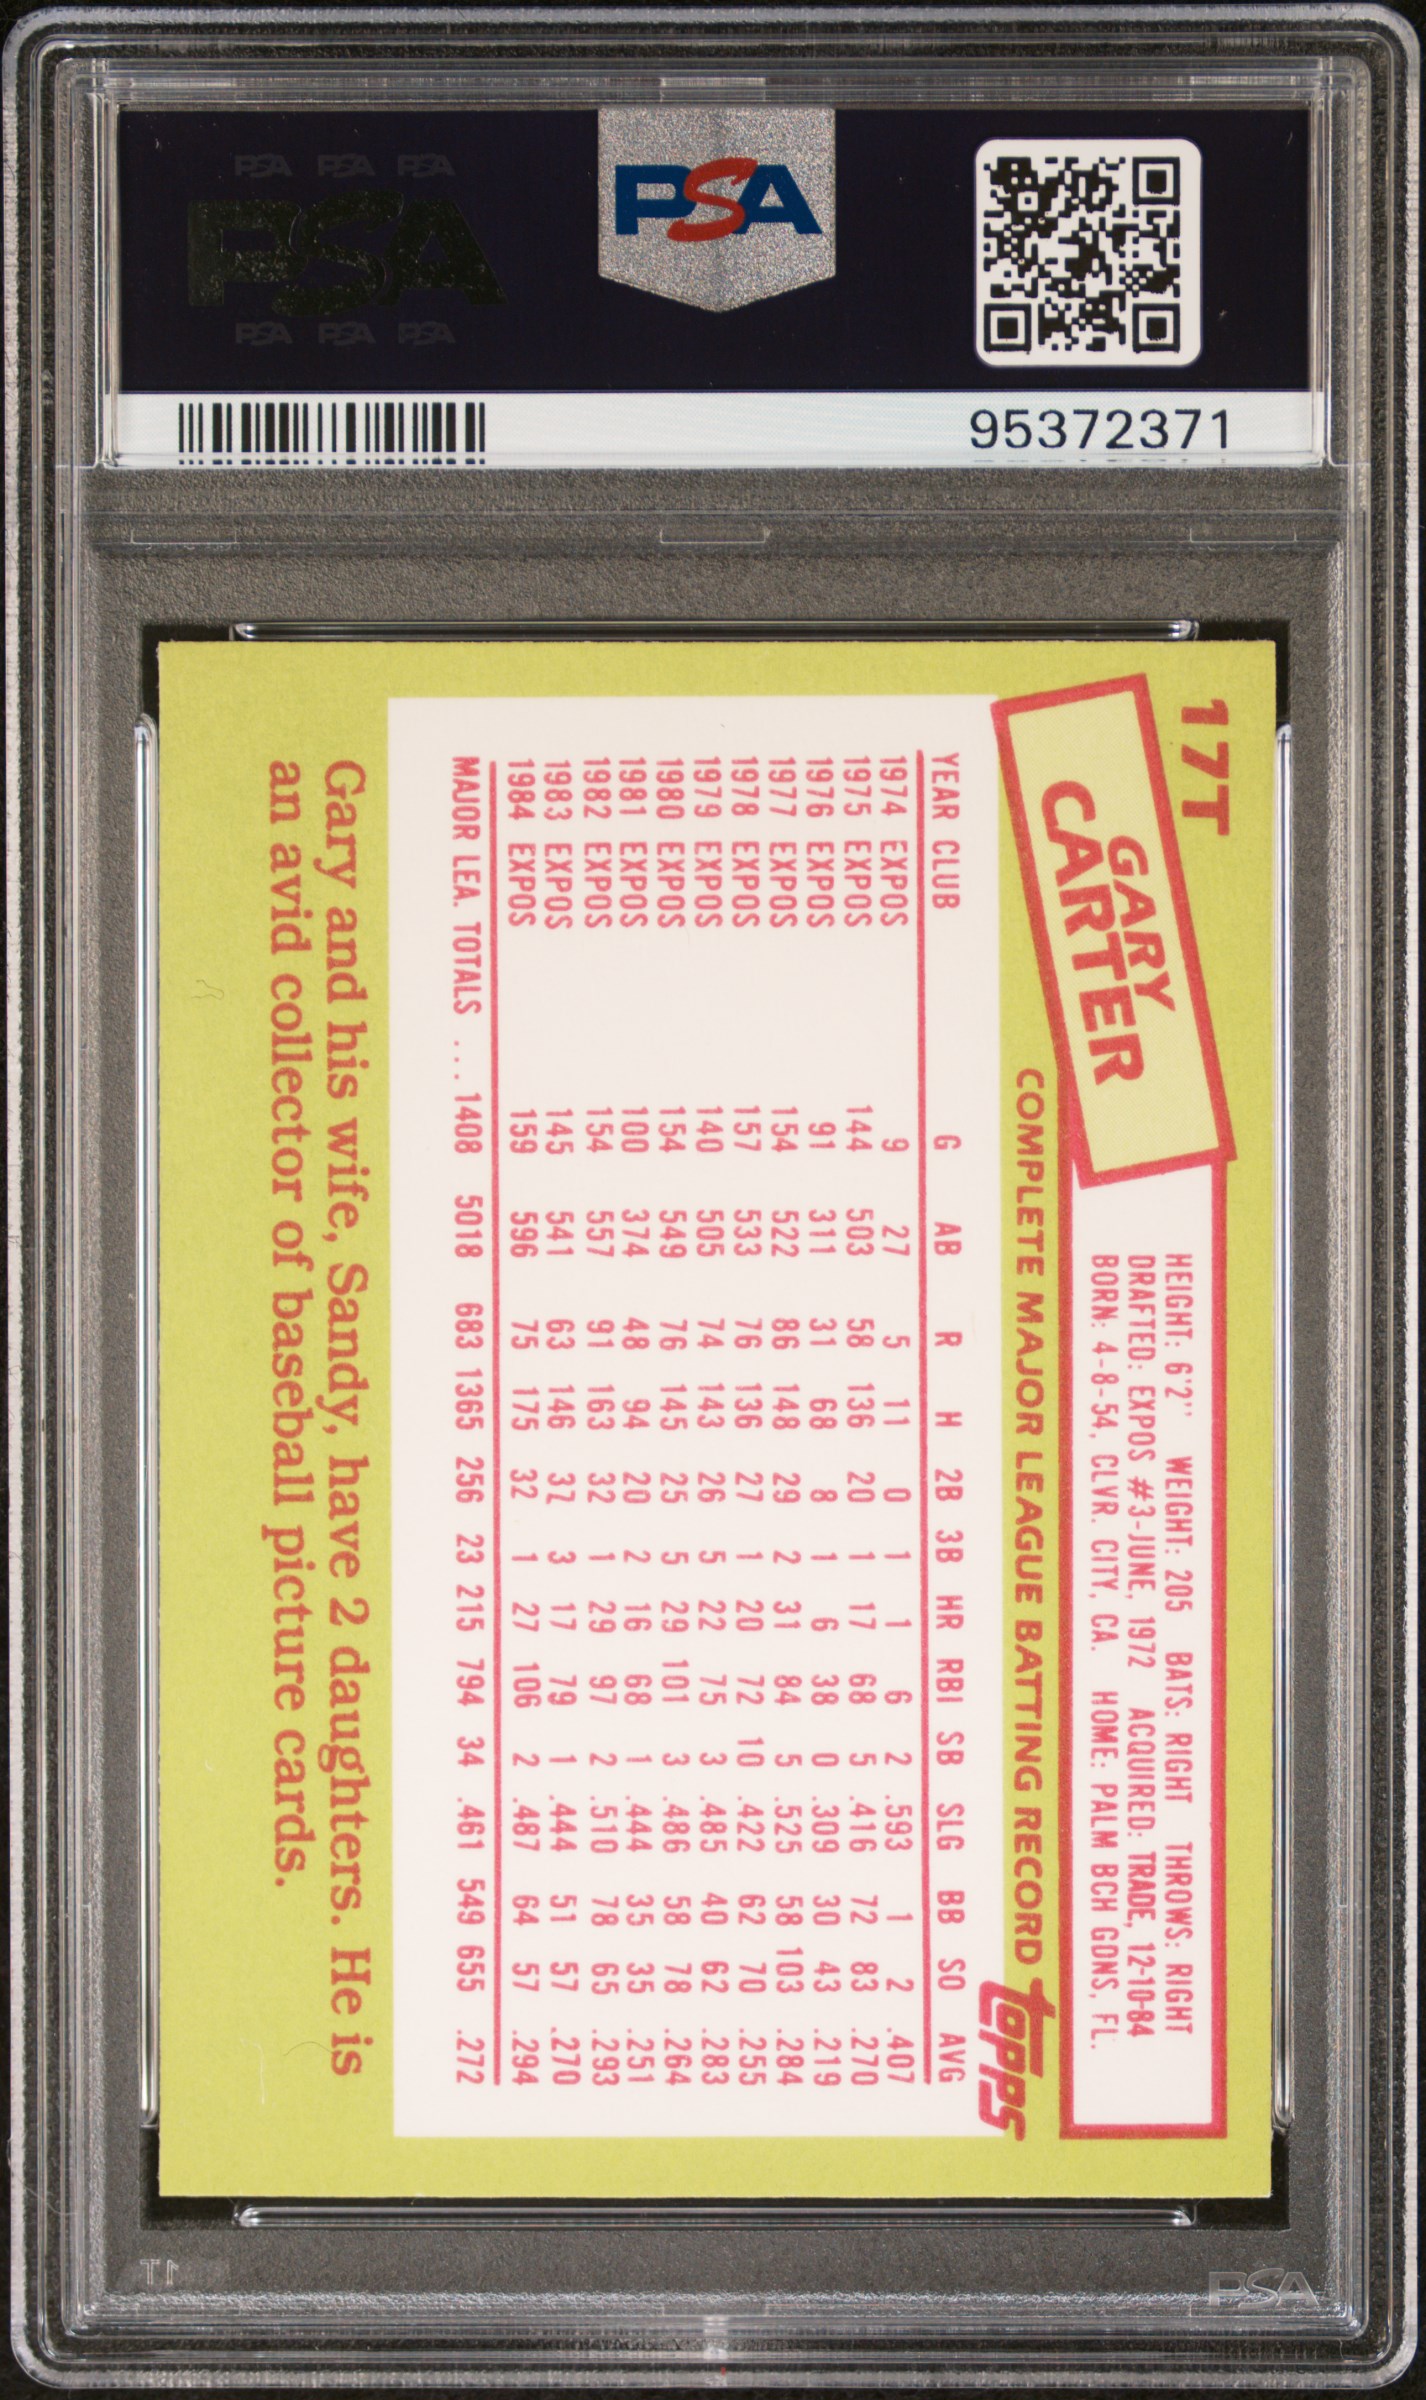 PSA PSA PSA
PSA
PSA PSA PSA
PSA
95372371
17T
GARY
CARTER
HEIGHT: 6'2" WEIGHT: 205 BATS: RIGHT THROWS: RIGHT
DRAFTED: EXPOS #3-JUNE, 1972 ACQUIRED: TRADE, 12-10-84
BORN: 4-8-54, CLVR. CITY, CA. HOME: PALM BCH GDNS, FL.
COMPLETE MAJOR LEAGUE BATTING RECORD topps
YEAR CLUB G AB R H 2B 3B HR RBI SB SLG BB SO AVG
1974 EXPOS 9 27 5 11 0 1 1 6 2 .593 1 2 .407
1975 EXPOS 144 503 58 136 20 1 17 68 5 .416 72 83 .270
1976 EXPOS 91 311 31 68 8 1 6 38 0 .309 30 43 .219
1977 EXPOS 154 522 86 148 29 2 31 84 5 .525 58 103 .284
1978 EXPOS 157 533 76 136 27 1 20 72 10 .422 62 70 .255
1979 EXPOS 140 505 74 143 26 5 22 75 3 .485 40 62 .283
1980 EXPOS 154 549 76 145 25 5 29 101 3 .486 58 78 .264
1981 EXPOS 100 374 48 94 20 2 16 68 1 .444 35 35 .251
1982 EXPOS 154 557 91 163 32 1 29 97 2 .510 78 65 .293
1983 EXPOS 145 541 63 146 37 3 17 79 1 .444 51 57 .270
1984 EXPOS 159 596 75 175 32 1 27 106 2 .487 64 57 .294
MAJOR LEA. TOTALS ... 1408 5018 683 1365 256 23 215 794 34 .461 549 655 .272
Gary and his wife, Sandy, have 2 daughters. He is
an avid collector of baseball picture cards.
PSA